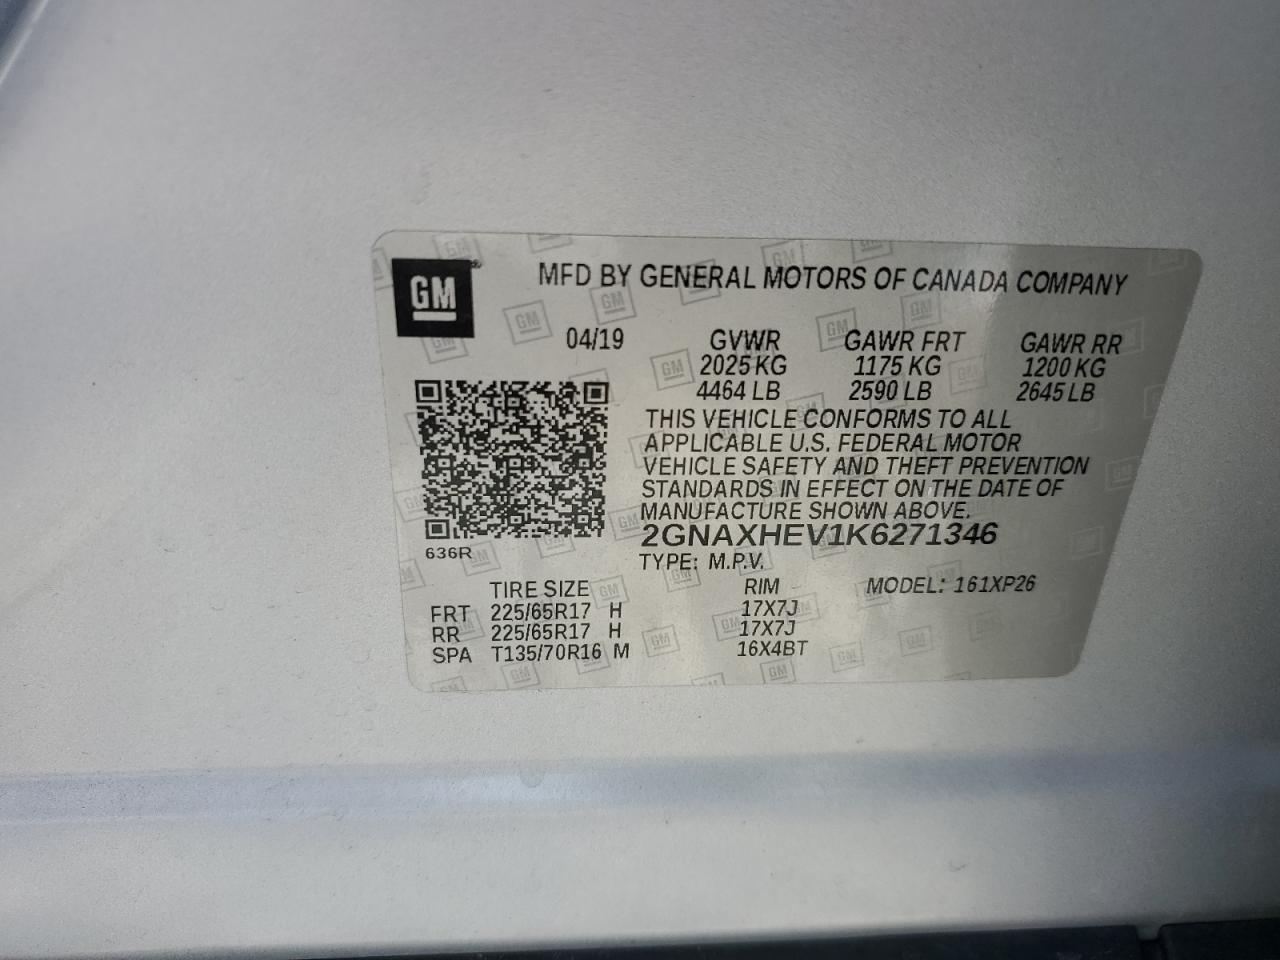 GM
MFD BY GENERAL MOTORS OF CANADA COMPANY
04/19 GVWR GAWR FRT GAWR RR
2025 KG 1175 KG 1200 KG
4464 LB 2590 LB 2645 LB
THIS VEHICLE CONFORMS TO ALL
APPLICABLE U.S. FEDERAL MOTOR
VEHICLE SAFETY AND THEFT PREVENTION
STANDARDS IN EFFECT ON THE DATE OF
MANUFACTURE SHOWN ABOVE.
2GNAXHEV1K6271346
636R
TYPE: M.P.V.
TIRE SIZE RIM MODEL: 161XP26
FRT 225/65R17 H 17X7J
RR 225/65R17 H 17X7J
SPA T135/70R16 M 16X4BT